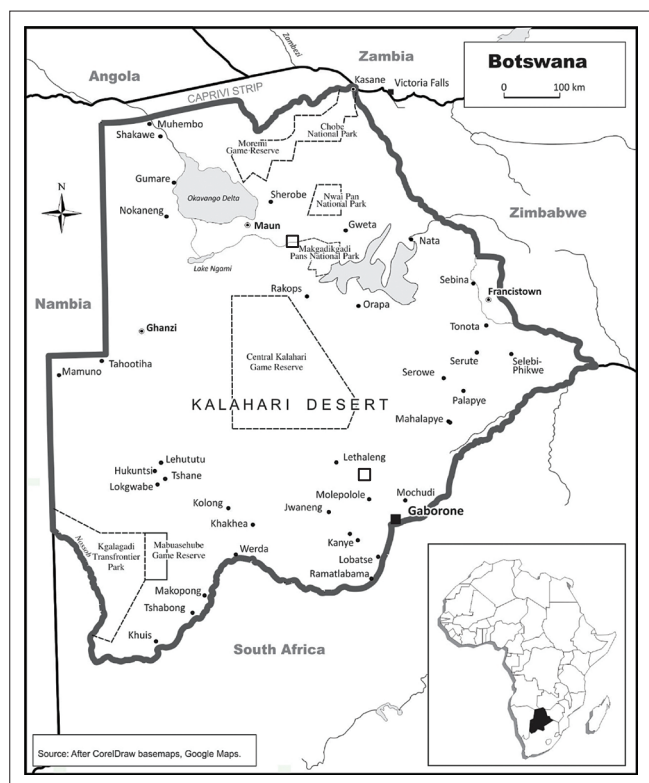 Botswana
0 100 km
Zambezi
Zambia
Angola
CAPRIVI STRIP
Kasane
Victoria Falls
Muhembo
Shakawe
Chobe
National Park
Moremi
Game Reserve
Gumare
Okavango Delta
Sherobe
Nwai Pan
National Park
N
Nokaneng
Maun
Gweta
Zimbabwe
Nata
Makgadikgadi
Pans National Park
Lake Ngami
Sebina
Nambia
Rakops
Orapa
Francistown
Ghanzi
Tonota
Central Kalahari
Game Reserve
Tahootiha
Serute
Selebi-
Phikwe
Mamuno
Serowe
Palapye
KALAHARI DESERT
Mahalapye
Lehututu
Hukuntsi
Tshane
Lokgwabe
Lethaleng
Molepolole
Mochudi
Kolong
Jwaneng
Gaborone
Khakhea
Nossob
Kgalagadi
Transfrontier
Park
Mabuasehube
Game Reserve
Kanye
Werda
Lobatse
Ramatlabama
Makopong
Tshabong
Khuis
South Africa
Source: After CorelDraw basemaps, Google Maps.